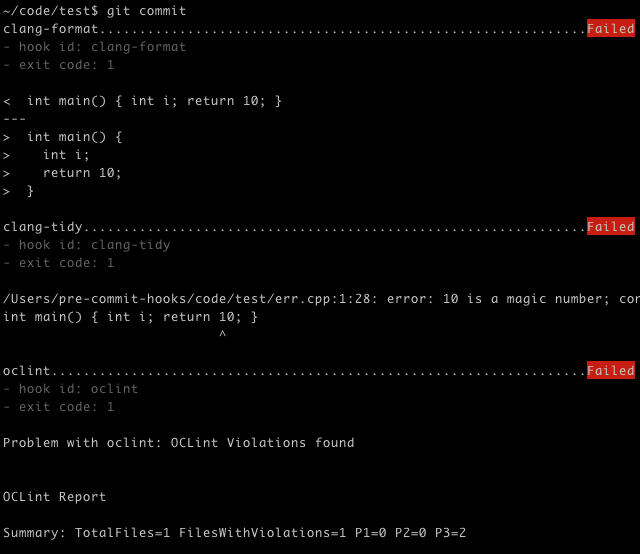 ~/code/test$ git commit
clang-format.............................................................Failed
- hook id: clang-format
- exit code: 1
<  int main() { int i; return 10; }
---
>  int main() {
>    int i;
>    return 10;
>  }
clang-tidy...............................................................Failed
- hook id: clang-tidy
- exit code: 1
/Users/pre-commit-hooks/code/test/err.cpp:1:28: error: 10 is a magic number;
int main() { int i; return 10; }
^
oclint...................................................................Failed
- hook id: oclint
- exit code: 1
Problem with oclint: OCLint Violations found
OCLint Report
Summary: TotalFiles=1 FilesWithViolations=1 P1=0 P2=0 P3=2